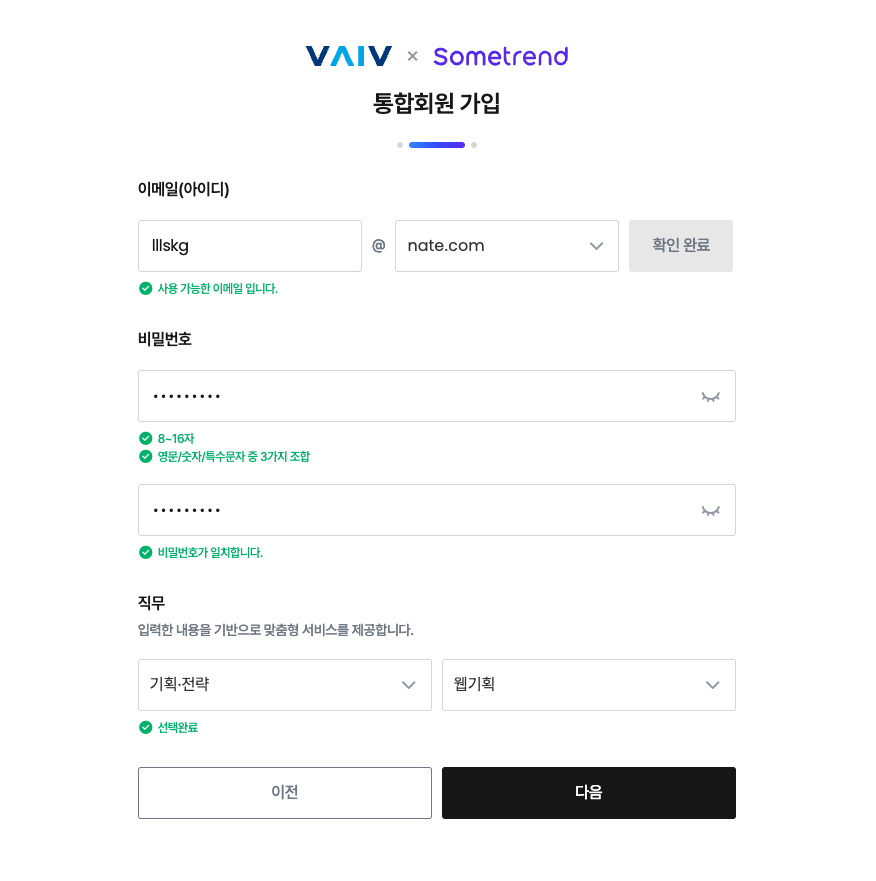 VAIV × Sometrend
통합회원 가입
이메일(아이디)
lllskg @ nate.com 확인 완료
사용 가능한 이메일 입니다.
비밀번호
•••••••••
8~16자
영문/숫자/특수문자 중 3가지 조합
•••••••••
비밀번호가 일치합니다.
직무
입력한 내용을 기반으로 맞춤형 서비스를 제공합니다.
기획·전략 웹기획
선택완료
이전 다음